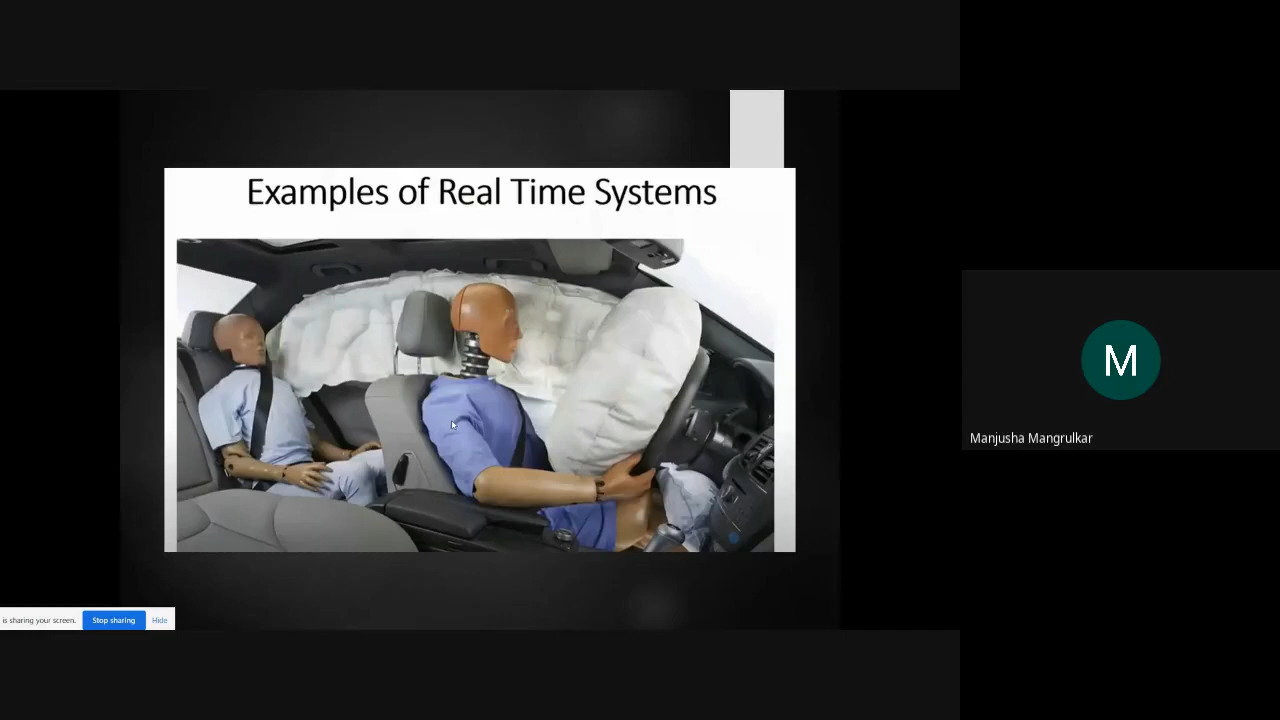 Examples of Real Time Systems
M
Manjusha Mangrulkar
is sharing your screen. Stop sharing Hide